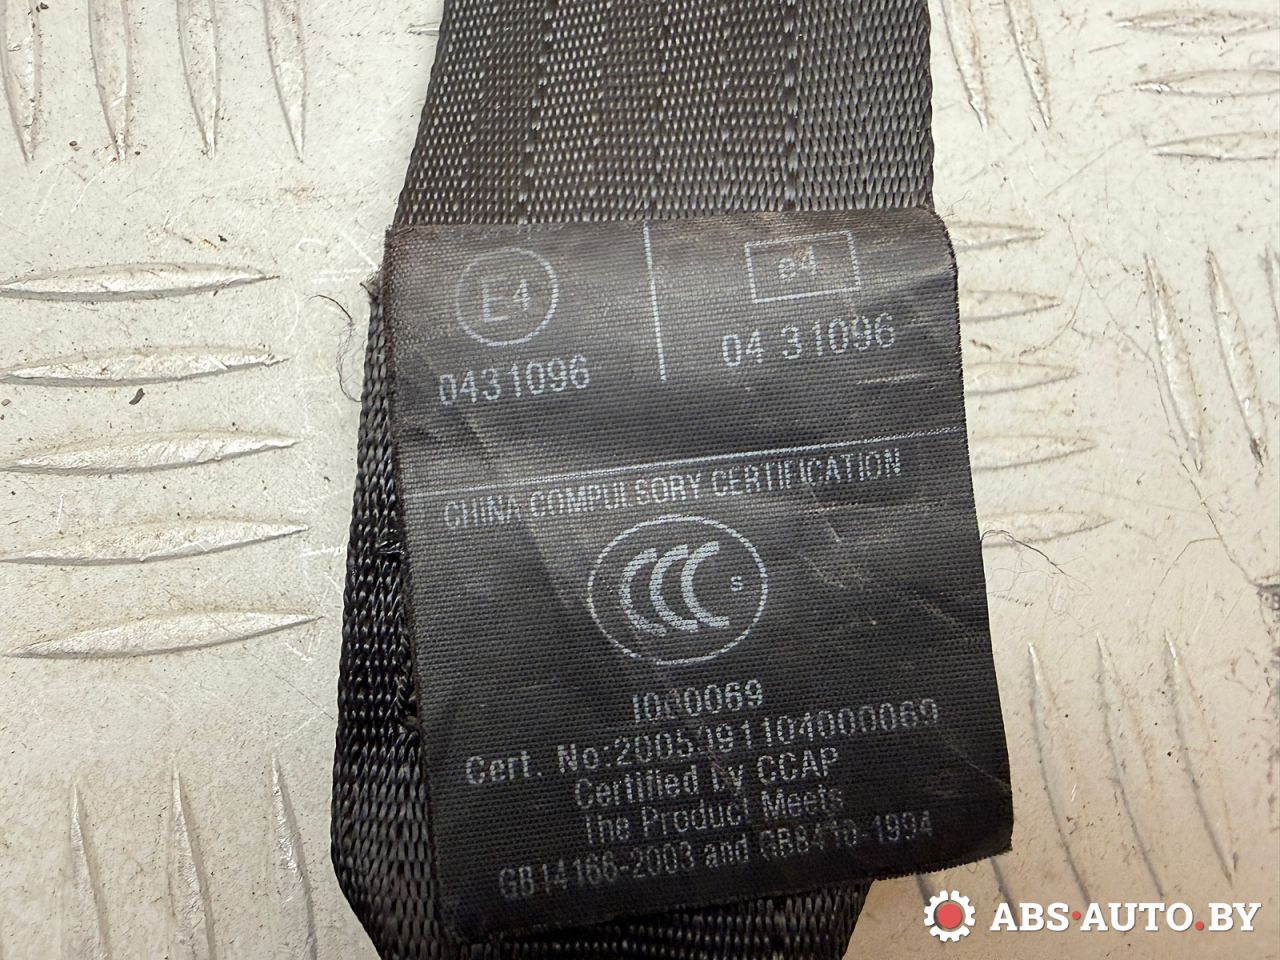 E4
e4
0431096
04 31096
CHINA COMPULSORY CERTIFICATION
CCC S
I000069
Cert. No:2005091104000069
Certified by CCAP
The Product Meets
GB14166-2003 and GB8410-1994
ABS·AUTO.BY